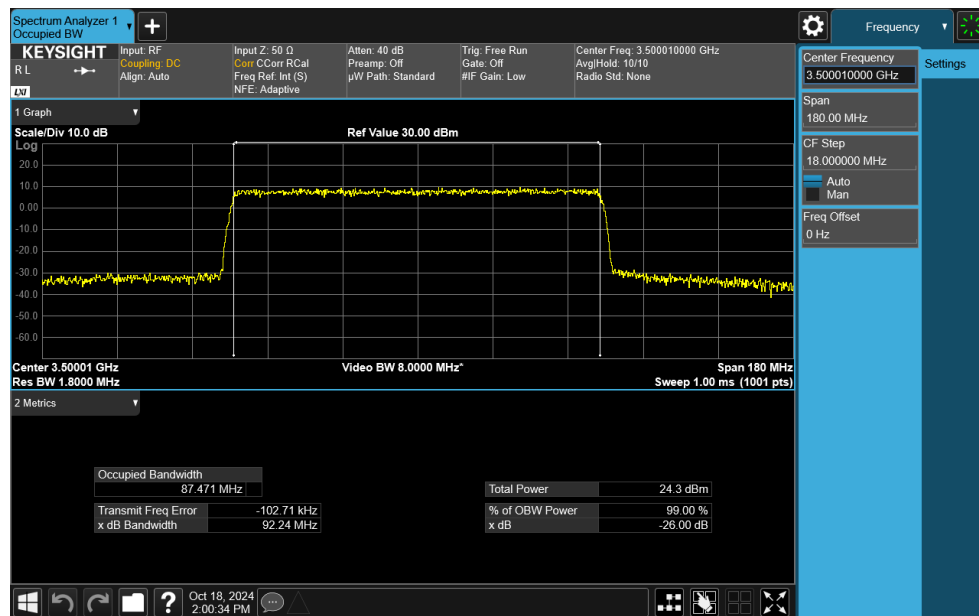 Spectrum Analyzer 1
Occupied BW
+
Frequency
KEYSIGHT
R L
LXI
Input: RF
Coupling: DC
Align: Auto
Input Z: 50 Ω
Corr CCorr RCal
Freq Ref: Int (S)
NFE: Adaptive
Atten: 40 dB
Preamp: Off
µW Path: Standard
Trig: Free Run
Gate: Off
#IF Gain: Low
Center Freq: 3.500010000 GHz
Avg|Hold: 10/10
Radio Std: None
Center Frequency
3.500010000 GHz
Settings
Span
180.00 MHz
CF Step
18.000000 MHz
Auto
Man
Freq Offset
0 Hz
1 Graph
Scale/Div 10.0 dB
Ref Value 30.00 dBm
Log
20.0
10.0
0.00
-10.0
-20.0
-30.0
-40.0
-50.0
-60.0
Center 3.50001 GHz
Video BW 8.0000 MHz*
Span 180 MHz
Res BW 1.8000 MHz
Sweep 1.00 ms (1001 pts)
2 Metrics
Occupied Bandwidth
87.471 MHz
Total Power 24.3 dBm
Transmit Freq Error -102.71 kHz
% of OBW Power 99.00 %
x dB Bandwidth 92.24 MHz
x dB -26.00 dB
?
Oct 18, 2024
2:00:34 PM